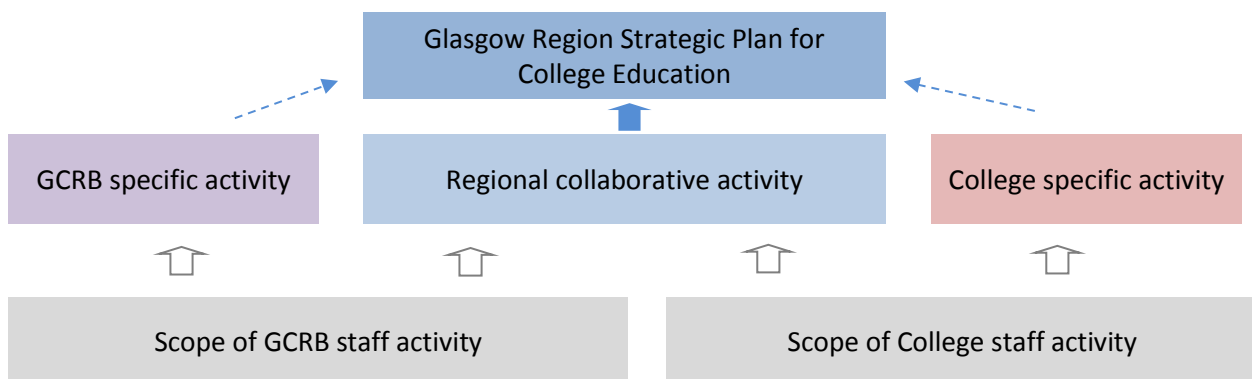 Glasgow Region Strategic Plan for
College Education
GCRB specific activity
Regional collaborative activity
College specific activity
Scope of GCRB staff activity
Scope of College staff activity